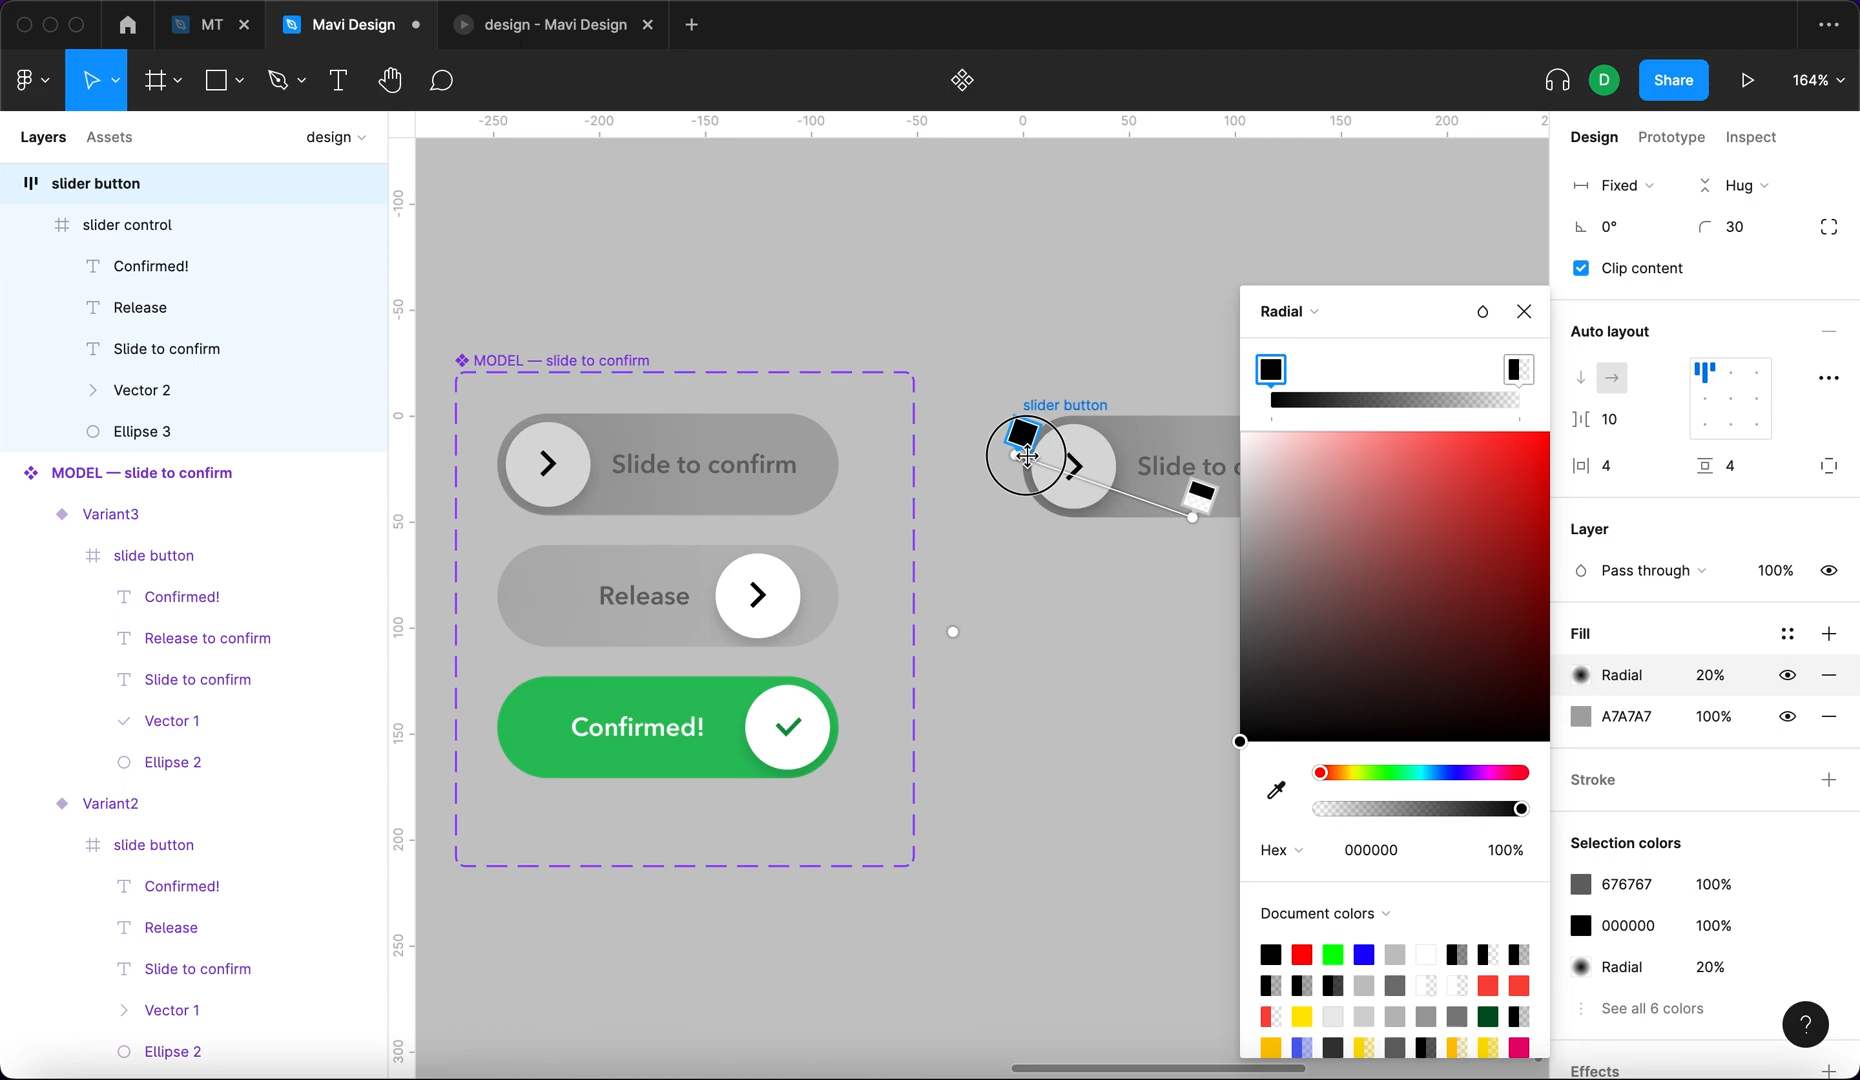 MT
Mavi Design
design - Mavi Design
D
Share
164%
Layers
Assets
design
slider button
slider control
Confirmed!
Release
Slide to confirm
Vector 2
Ellipse 3
MODEL — slide to confirm
Variant3
slide button
Confirmed!
Release to confirm
Slide to confirm
Vector 1
Ellipse 2
Variant2
slide button
Confirmed!
Release
Slide to confirm
Vector 1
Ellipse 2
-250 -200 -150 -100 -50 0 50 100 150 200 2
-100
-50
0
50
100
150
200
250
300
MODEL — slide to confirm
Slide to confirm
Release
Confirmed!
slider button
Slide to c
Radial
Hex 000000 100%
Document colors
Design Prototype Inspect
Fixed Hug
0° 30
Clip content
Auto layout
10
4 4
Layer
Pass through 100%
Fill
Radial 20%
A7A7A7 100%
Stroke
Selection colors
676767 100%
000000 100%
Radial 20%
See all 6 colors
?
Effects